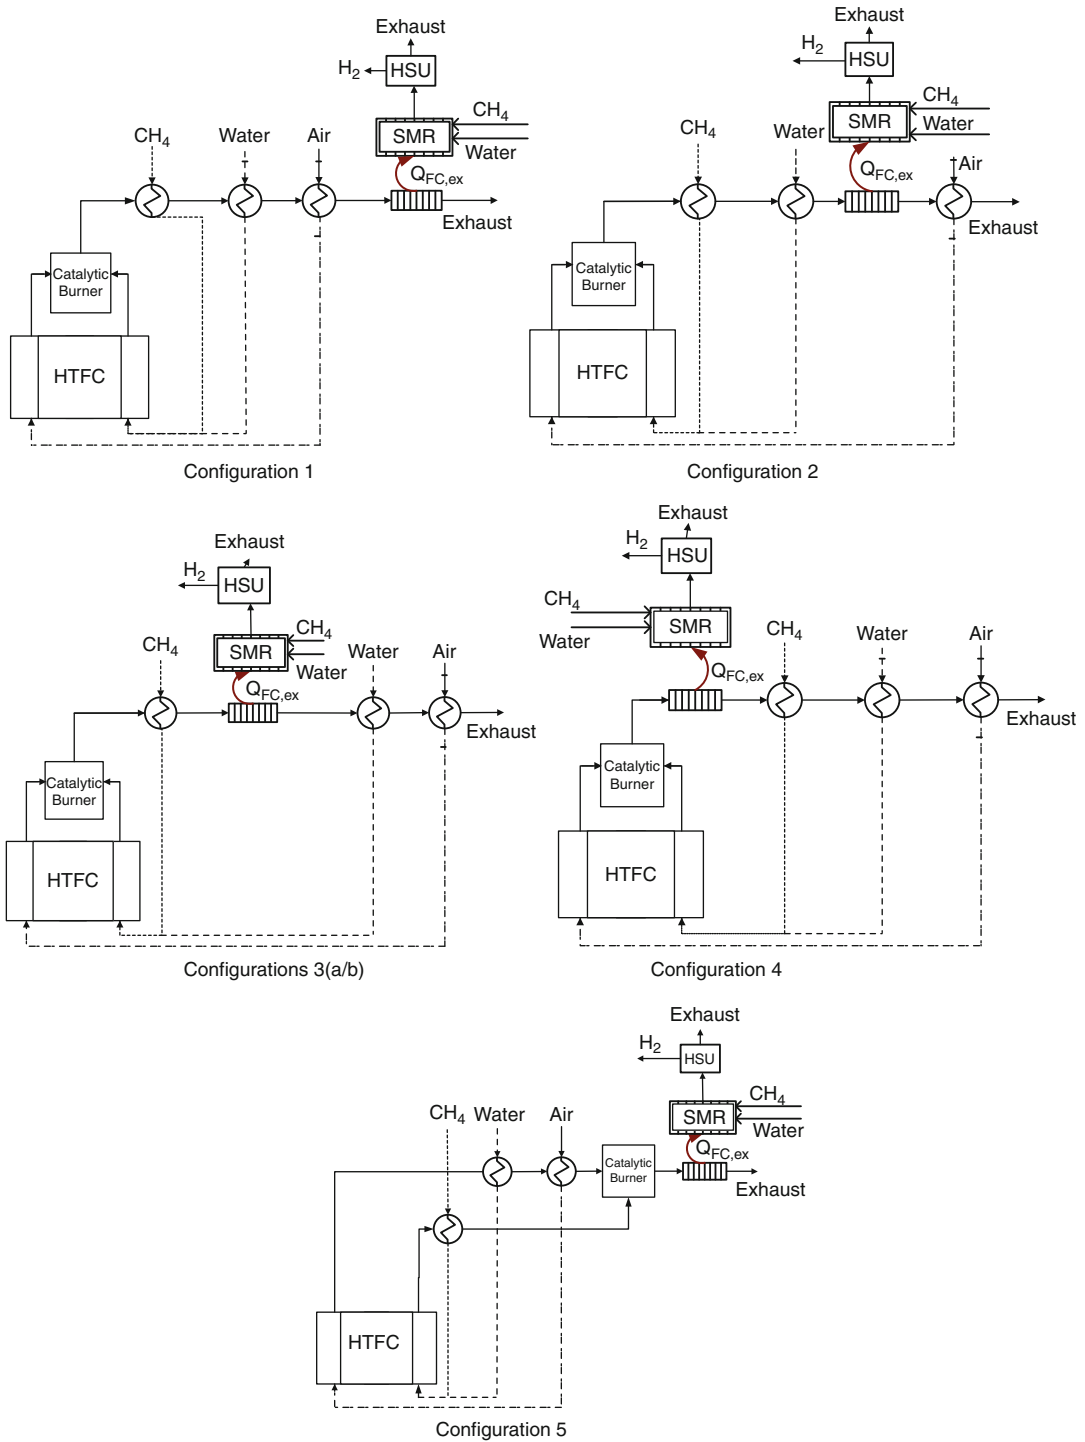 Exhaust
H2
HSU
CH4
SMR
Water
CH4
Water
Air
QFC,ex
Exhaust
Catalytic
Burner
HTFC
Configuration 1
Exhaust
H2
HSU
CH4
SMR
Water
CH4
Water
Air
QFC,ex
Exhaust
Catalytic
Burner
HTFC
Configuration 2
Exhaust
H2
HSU
CH4
SMR
Water
CH4
Water
Air
QFC,ex
Exhaust
Catalytic
Burner
HTFC
Configurations 3(a/b)
Exhaust
H2
HSU
CH4
Water
SMR
CH4
Water
Air
QFC,ex
Exhaust
Catalytic
Burner
HTFC
Configuration 4
Exhaust
H2
HSU
CH4
SMR
Water
CH4
Water
Air
QFC,ex
Exhaust
Catalytic
Burner
HTFC
Configuration 5